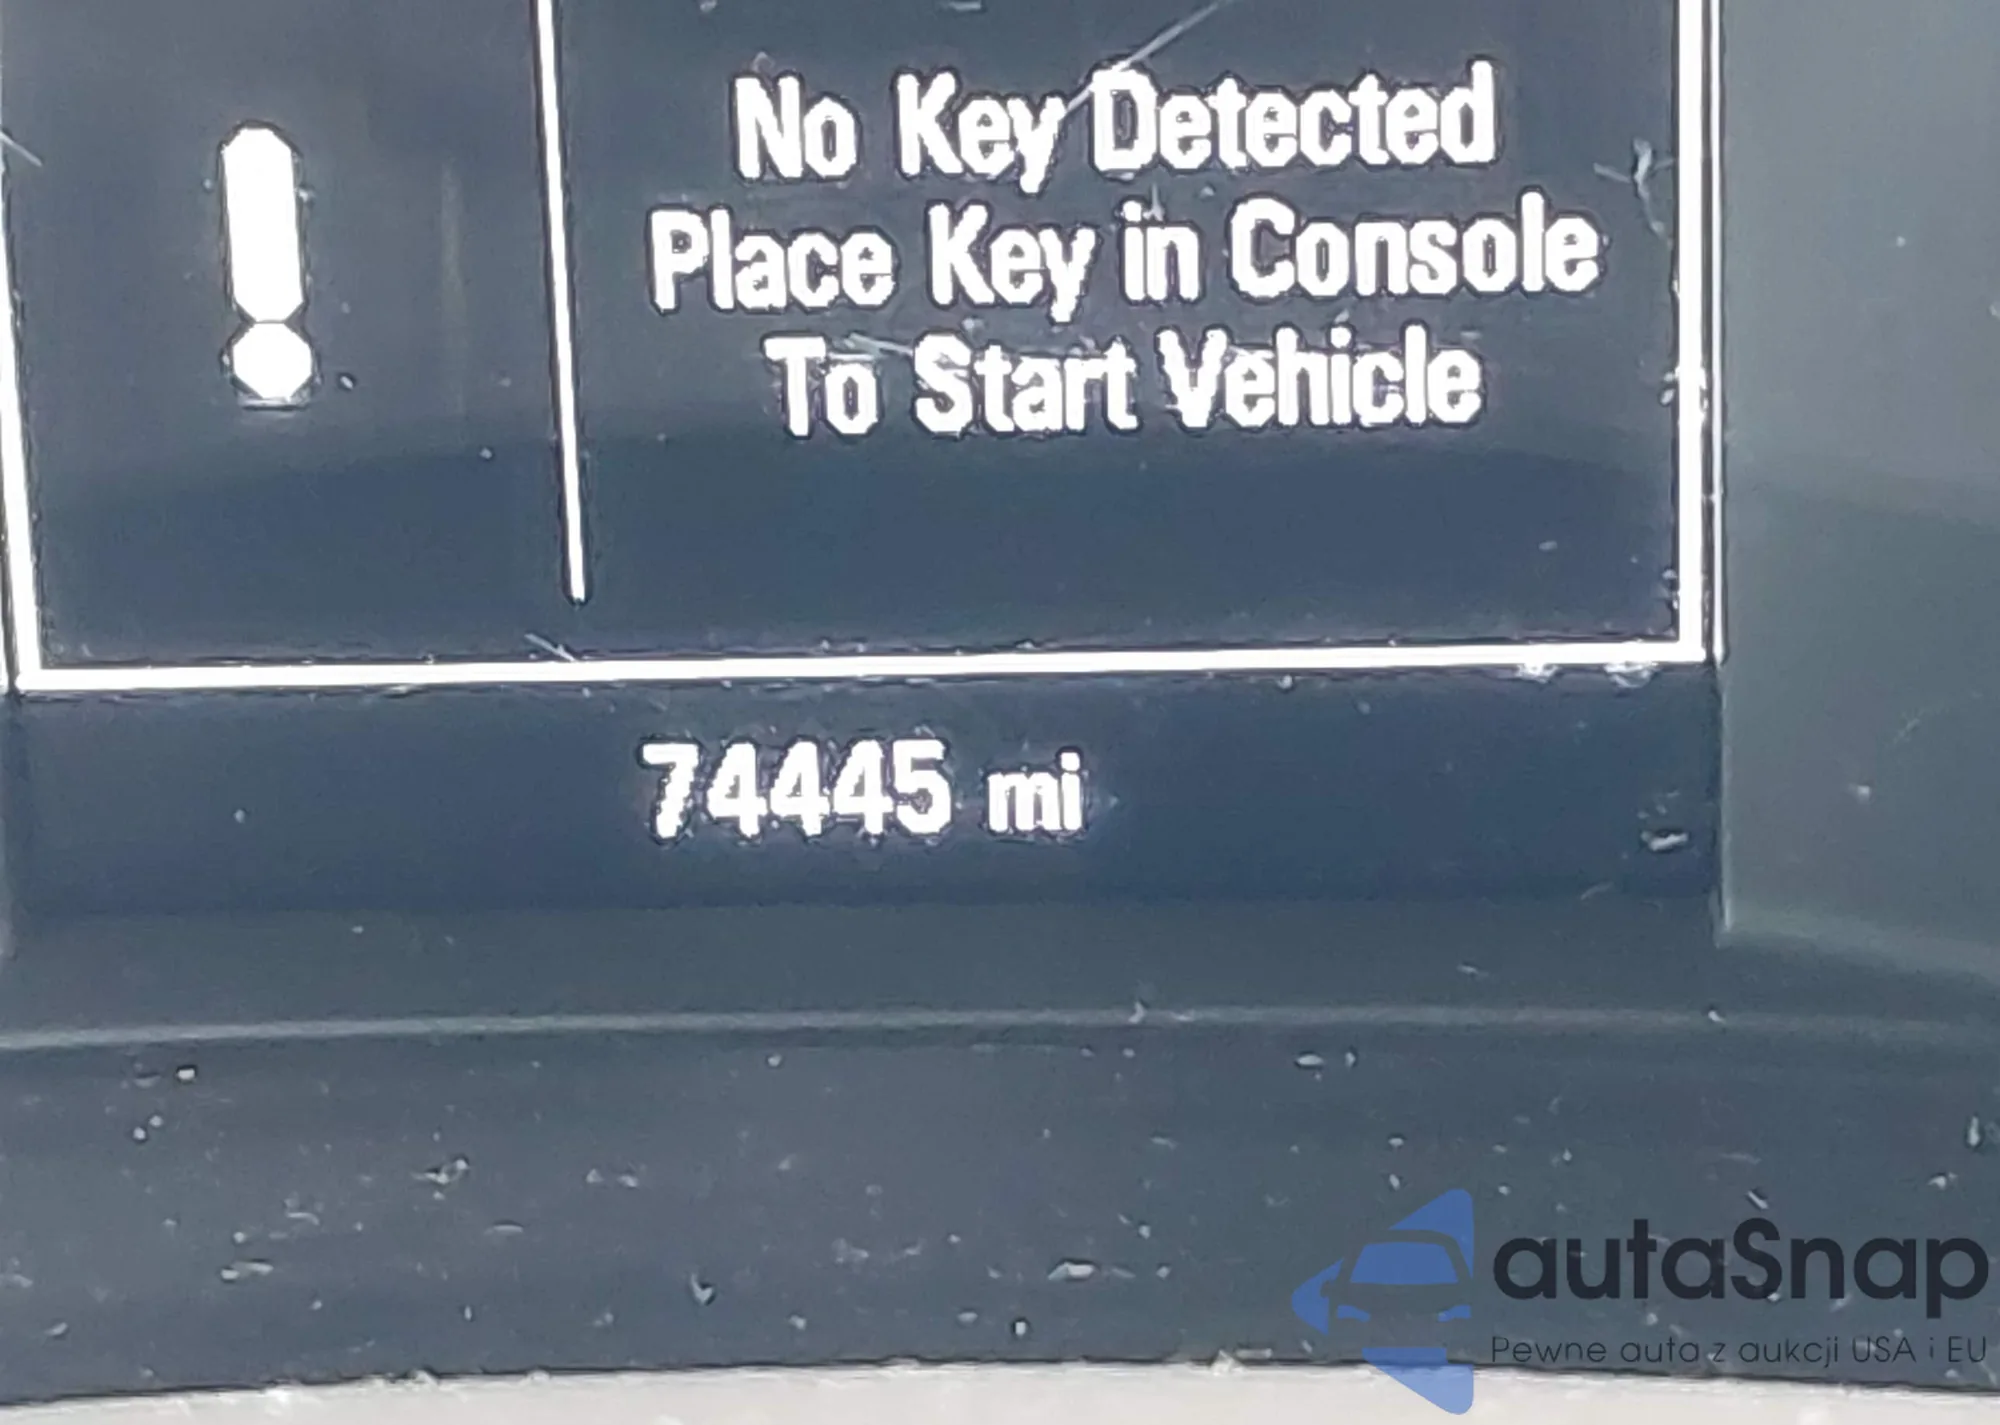 No Key Detected
Place Key in Console
To Start Vehicle
74445 mi
autaSnap
Pewne auta z aukcji USA i EU